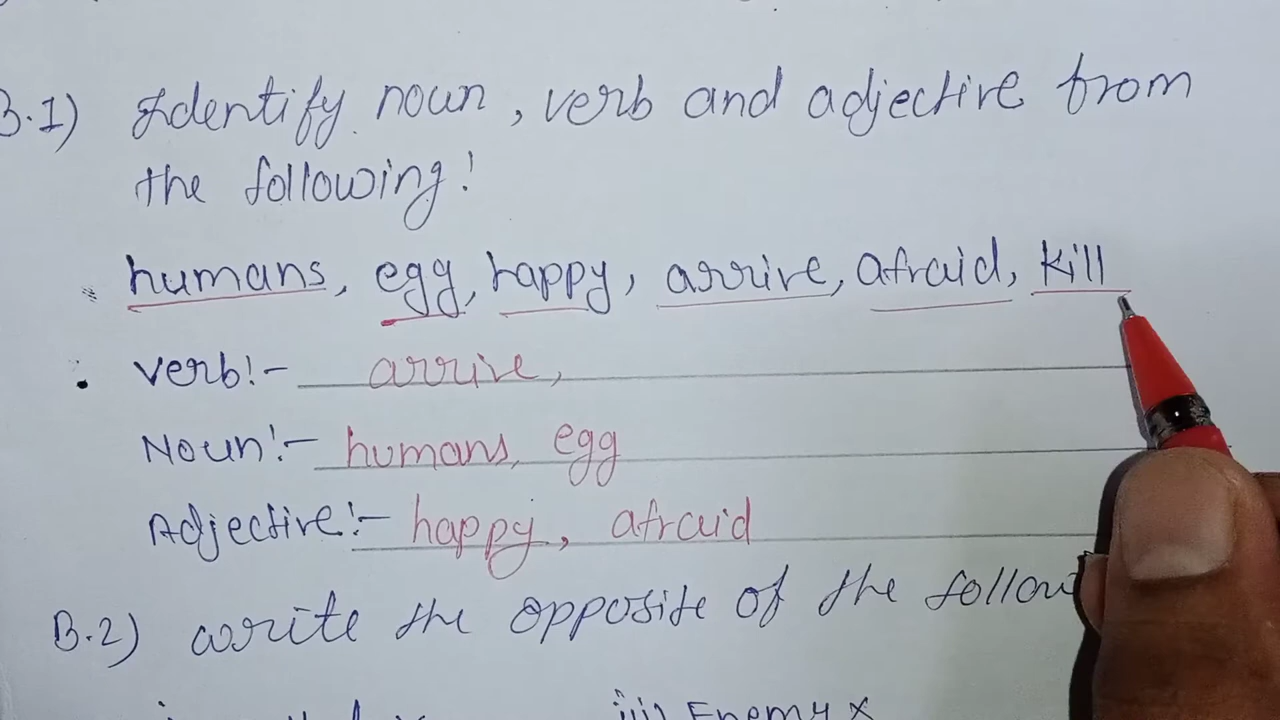 B.1) Identify noun, verb and adjective from
the following!
humans, egg, happy, arrive, afraid, kill
Verb!- arrive,
Noun!- humans, egg
Adjective!- happy, afraid
B.2) write the opposite of the follow
iii) Enemy x